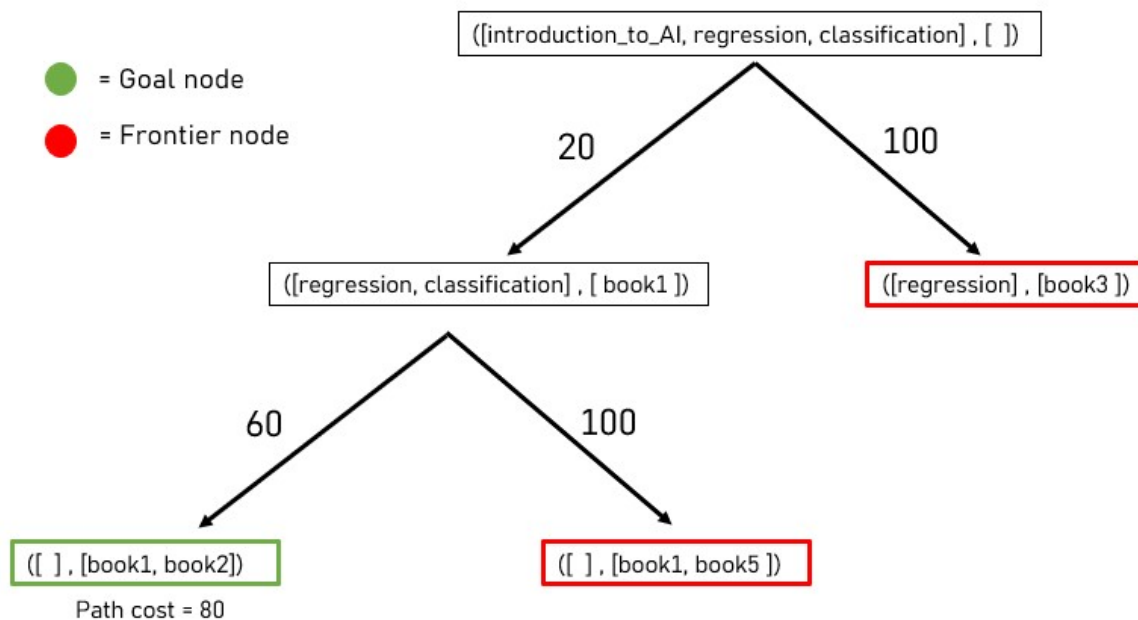 ([introduction_to_AI, regression, classification] , [ ])
= Goal node
= Frontier node
20
100
([regression, classification] , [ book1 ])
([regression] , [book3 ])
60
100
([ ] , [book1, book2])
([ ] , [book1, book5 ])
Path cost = 80